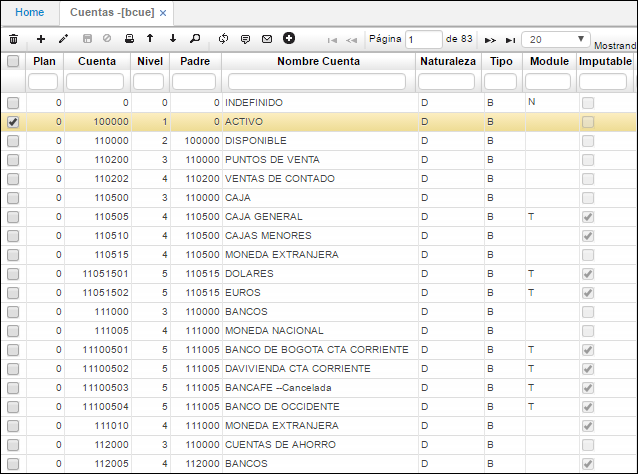 Home Cuentas -[bcue] ×
Página 1 de 83 20 Mostrand
Plan Cuenta Nivel Padre Nombre Cuenta Naturaleza Tipo Module Imputable
0 0 0 0 INDEFINIDO D B N
0 100000 1 0 ACTIVO D B
0 110000 2 100000 DISPONIBLE D B
0 110200 3 110000 PUNTOS DE VENTA D B
0 110202 4 110200 VENTAS DE CONTADO D B
0 110500 3 110000 CAJA D B
0 110505 4 110500 CAJA GENERAL D B T
0 110510 4 110500 CAJAS MENORES D B
0 110515 4 110500 MONEDA EXTRANJERA D B
0 11051501 5 110515 DOLARES D B T
0 11051502 5 110515 EUROS D B T
0 111000 3 110000 BANCOS D B
0 111005 4 111000 MONEDA NACIONAL D B
0 11100501 5 111005 BANCO DE BOGOTA CTA CORRIENTE D B T
0 11100502 5 111005 DAVIVIENDA CTA CORRIENTE D B T
0 11100503 5 111005 BANCAFE --Cancelada D B T
0 11100504 5 111005 BANCO DE OCCIDENTE D B T
0 111010 4 111000 MONEDA EXTRANJERA D B
0 112000 3 110000 CUENTAS DE AHORRO D B
0 112005 4 112000 BANCOS D B